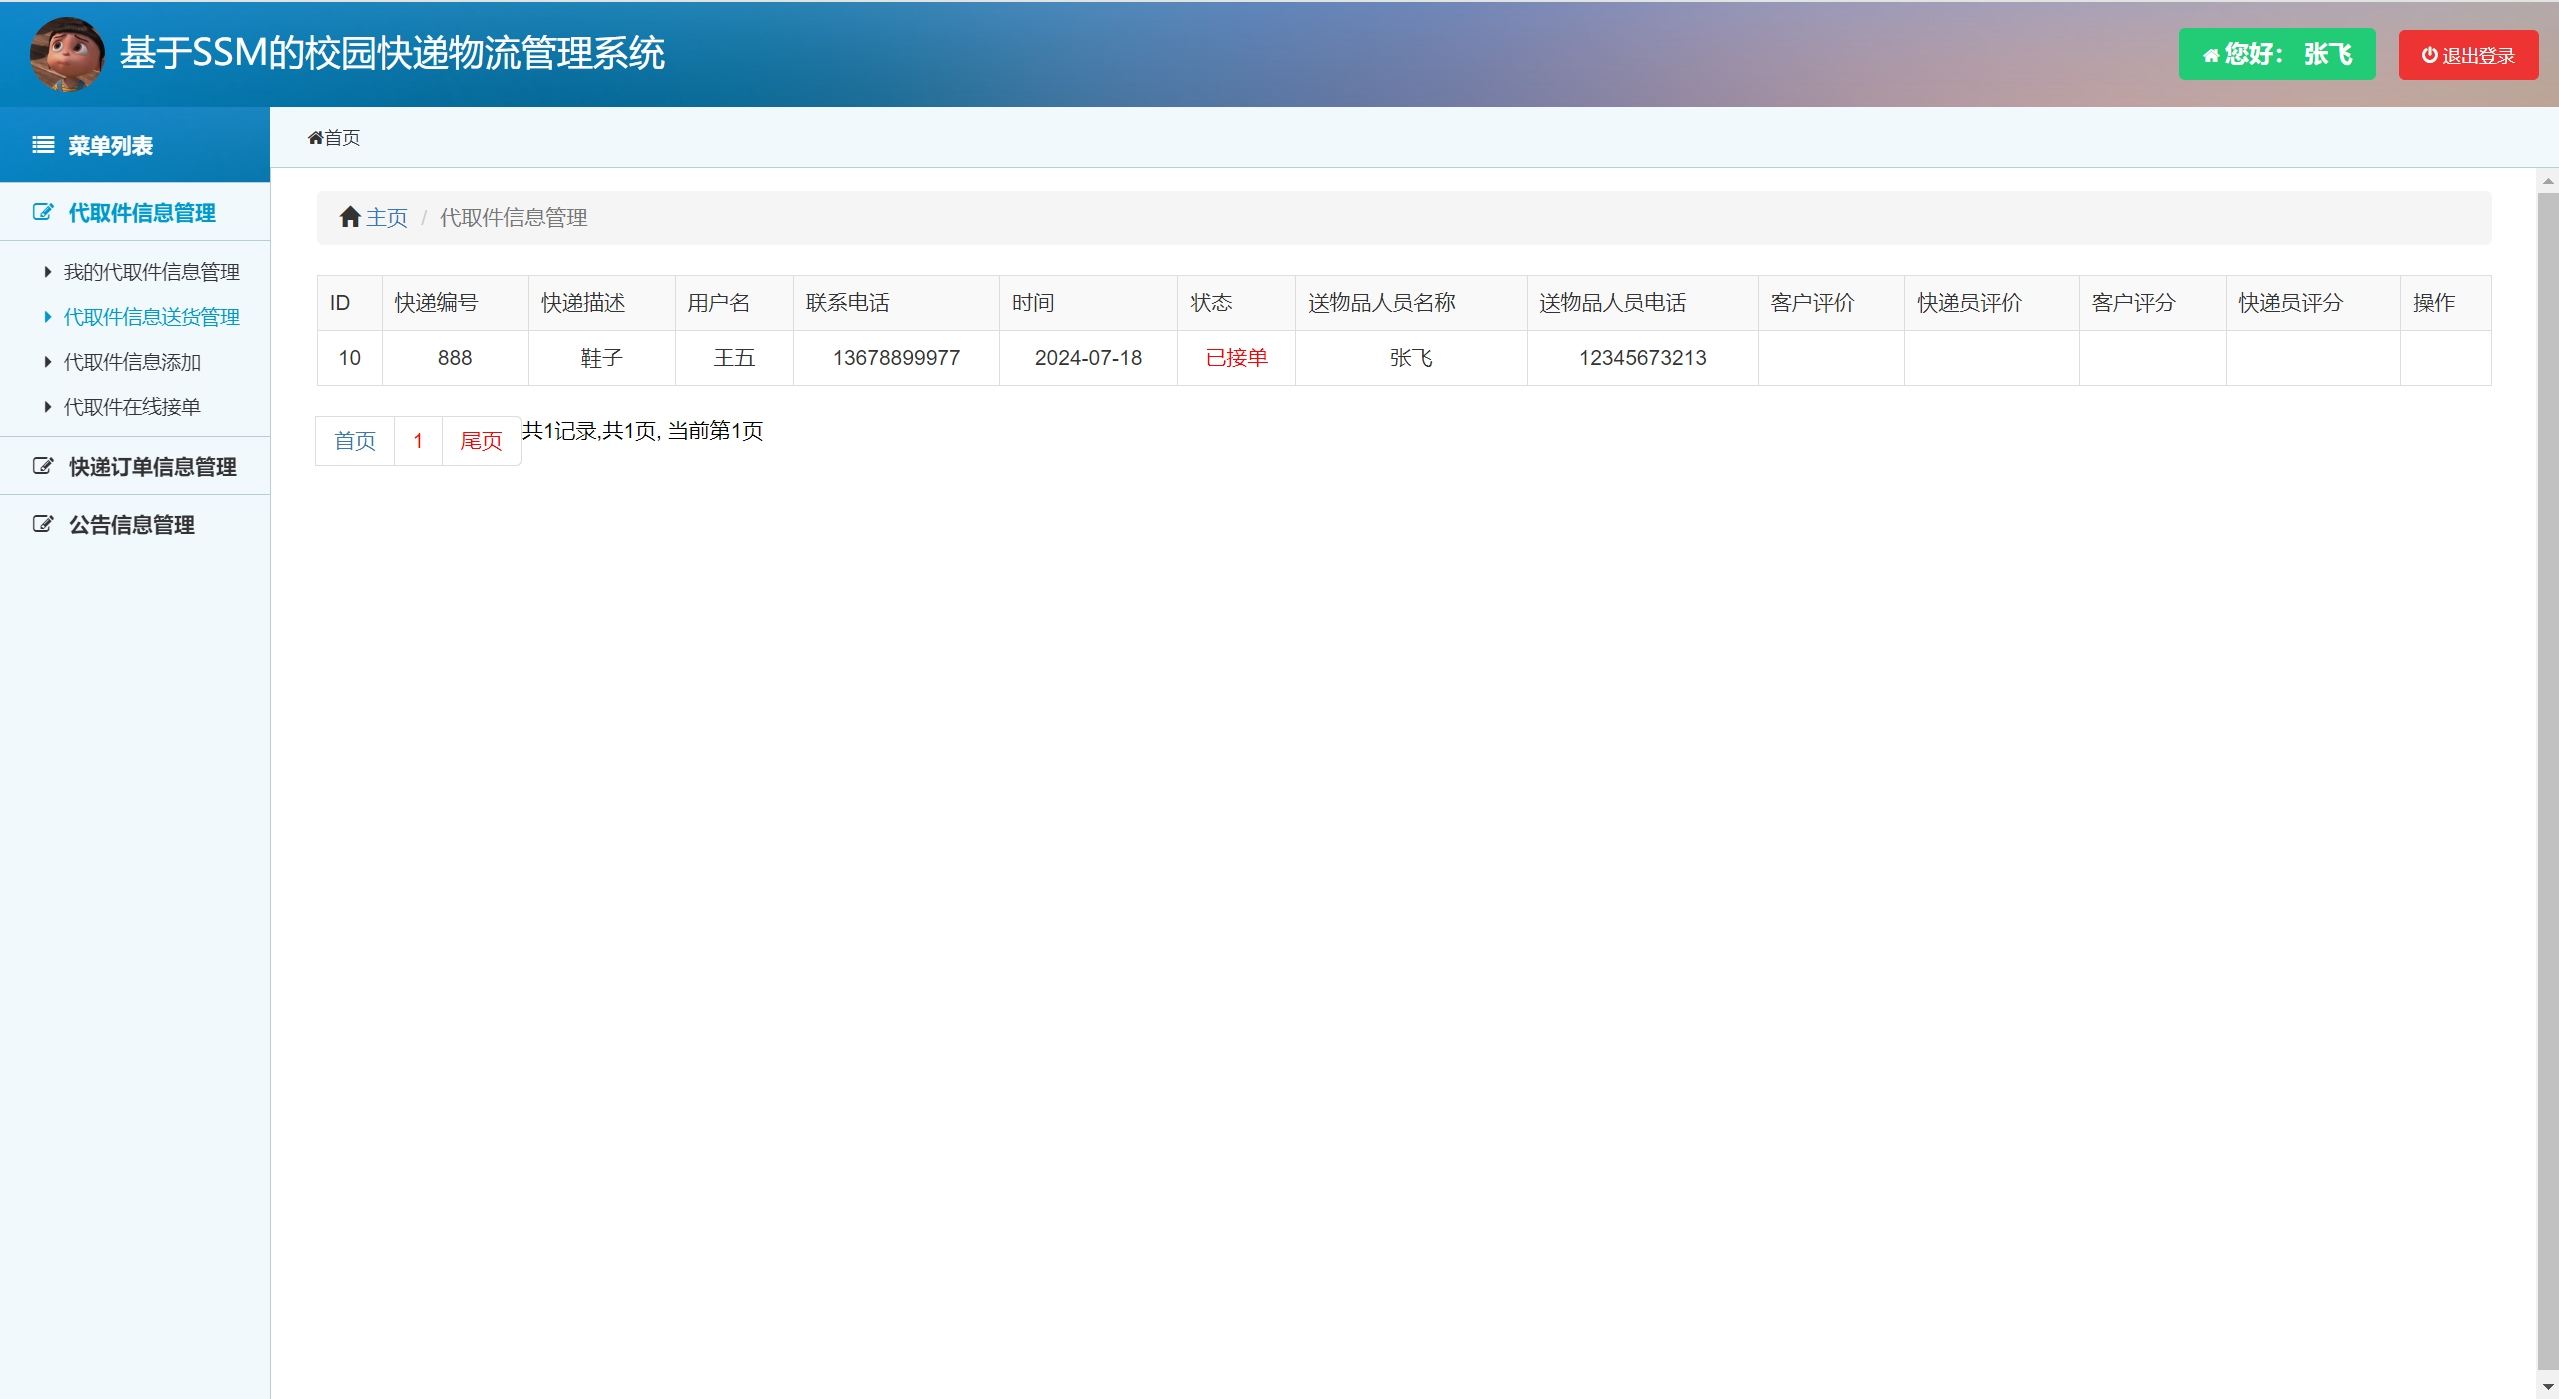 基于SSM的校园快递物流管理系统
您好： 张飞
退出登录
菜单列表
首页
代取件信息管理
我的代取件信息管理
代取件信息送货管理
代取件信息添加
代取件在线接单
快递订单信息管理
公告信息管理
主页 / 代取件信息管理
ID 快递编号 快递描述 用户名 联系电话 时间 状态 送物品人员名称 送物品人员电话 客户评价 快递员评价 客户评分 快递员评分 操作
10 888 鞋子 王五 13678899977 2024-07-18 已接单 张飞 12345673213
首页 1 尾页 共1记录,共1页, 当前第1页